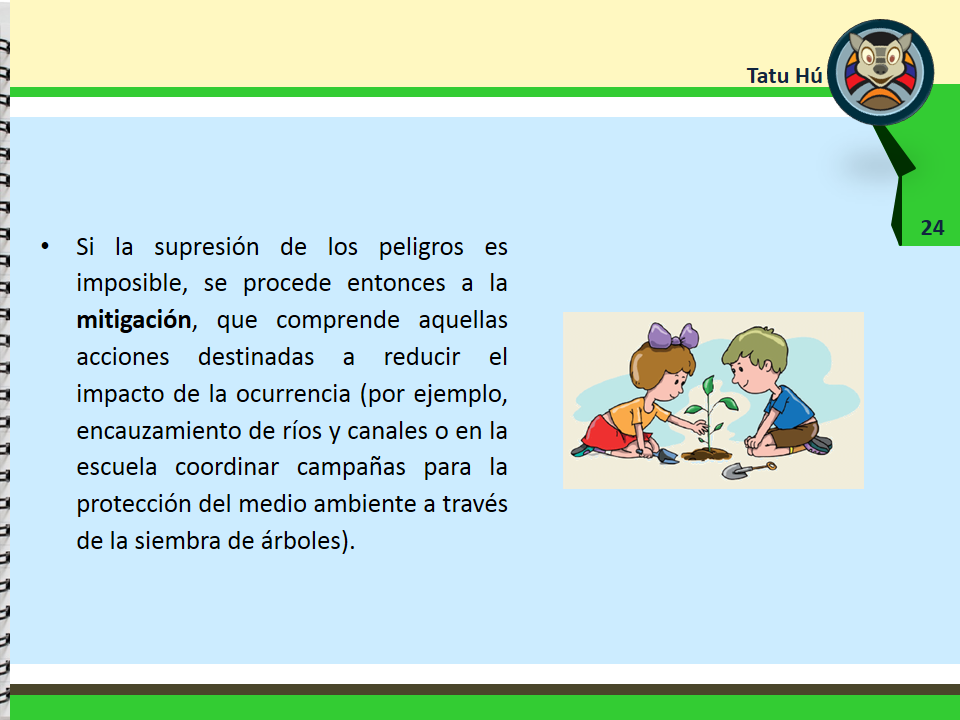 Tatu Hú
24
• Si la supresión de los peligros es
imposible, se procede entonces a la
mitigación, que comprende aquellas
acciones destinadas a reducir el
impacto de la ocurrencia (por ejemplo,
encauzamiento de ríos y canales o en la
escuela coordinar campañas para la
protección del medio ambiente a través
de la siembra de árboles).